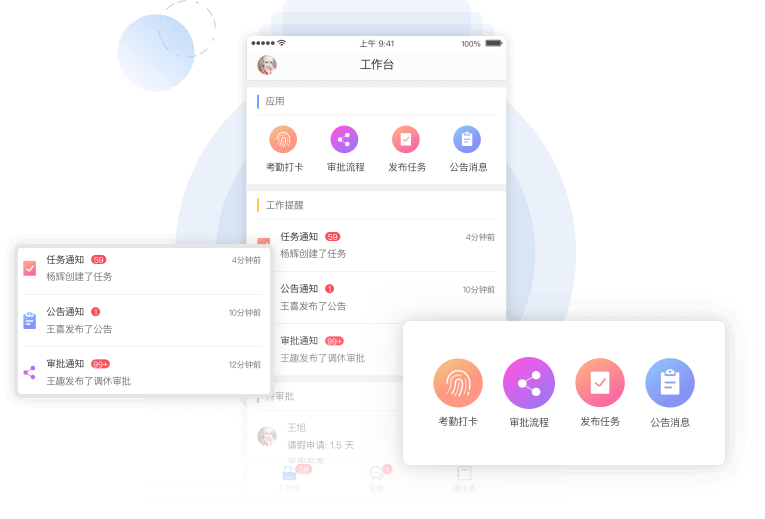 上午 9:41
100%
工作台
应用
考勤打卡
审批流程
发布任务
公告消息
工作提醒
任务通知 59
4分钟前
杨辉创建了任务
公告通知 1
10分钟前
王喜发布了公告
审批通知 99+
王趣发布了调休审批
待审批
王旭
请假申请: 1.5 天
工作台
任务通知 59
4分钟前
杨辉创建了任务
公告通知 1
10分钟前
王喜发布了公告
审批通知 99+
12分钟前
王趣发布了调休审批
考勤打卡
审批流程
发布任务
公告消息